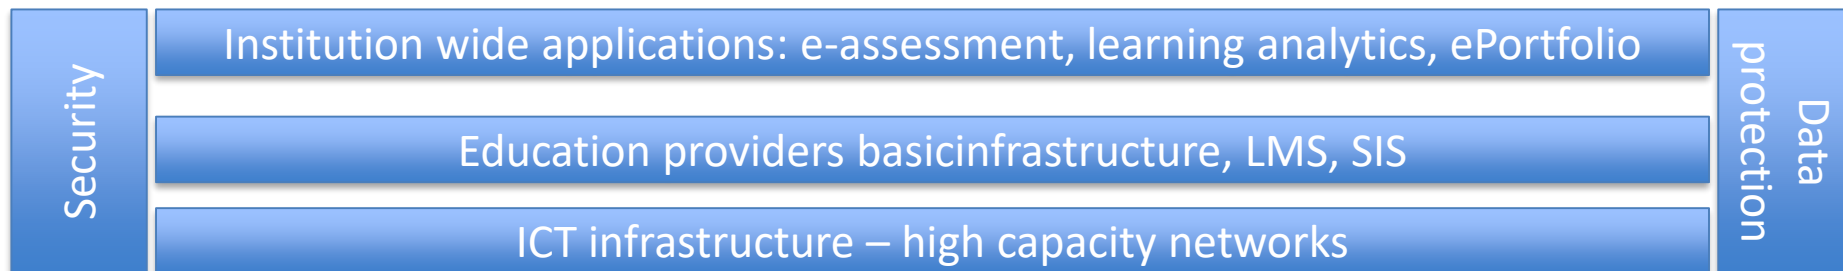 Security
Institution wide applications: e-assessment, learning analytics, ePortfolio
Education providers basicinfrastructure, LMS, SIS
ICT infrastructure – high capacity networks
Data
protection